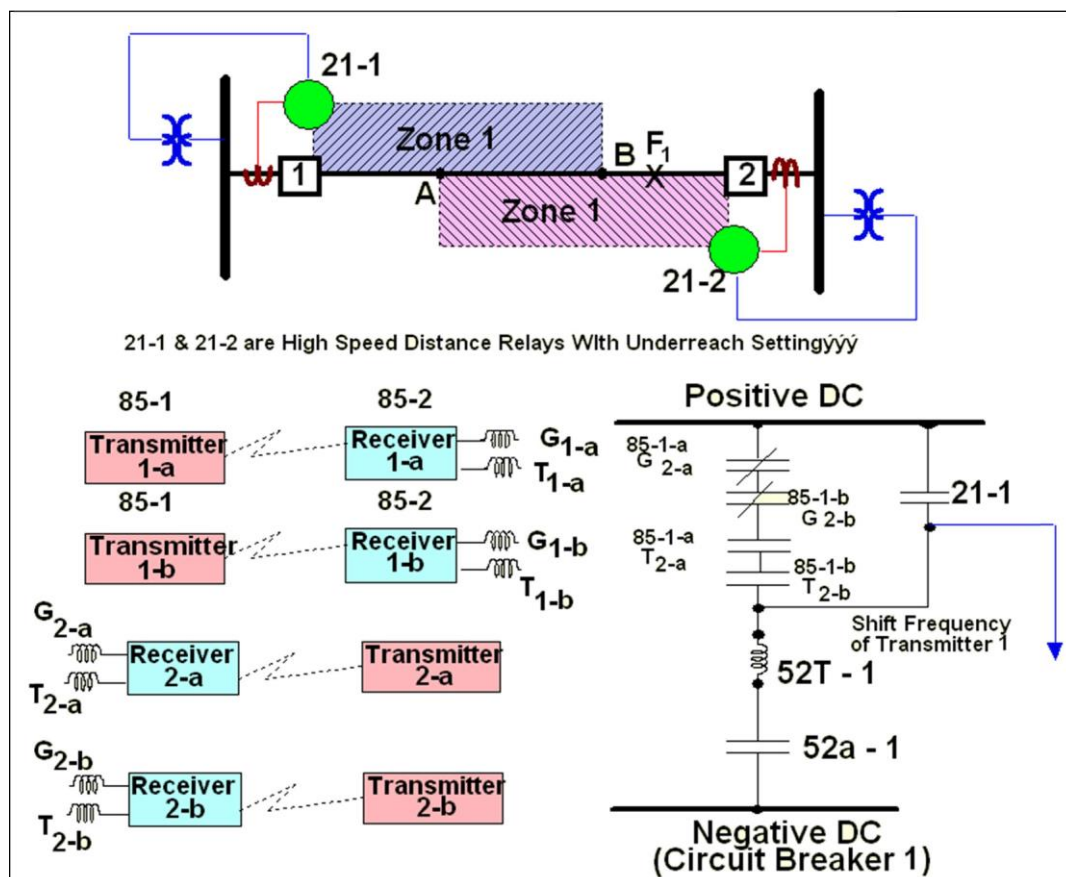 21-1
Zone 1
1
A
B
F1
2
Zone 1
21-2
21-1 & 21-2 are High Speed Distance Relays WIth Underreach Settingÿÿÿ
85-1
85-2
Transmitter
1-a
Receiver
1-a
G1-a
T1-a
85-1
85-2
Transmitter
1-b
Receiver
1-b
G1-b
T1-b
G2-a
T2-a
Receiver
2-a
Transmitter
2-a
G2-b
T2-b
Receiver
2-b
Transmitter
2-b
Positive DC
85-1-a
G 2-a
85-1-b
G 2-b
85-1-a
T2-a
85-1-b
T2-b
21-1
Shift Frequency
of Transmitter 1
52T - 1
52a - 1
Negative DC
(Circuit Breaker 1)